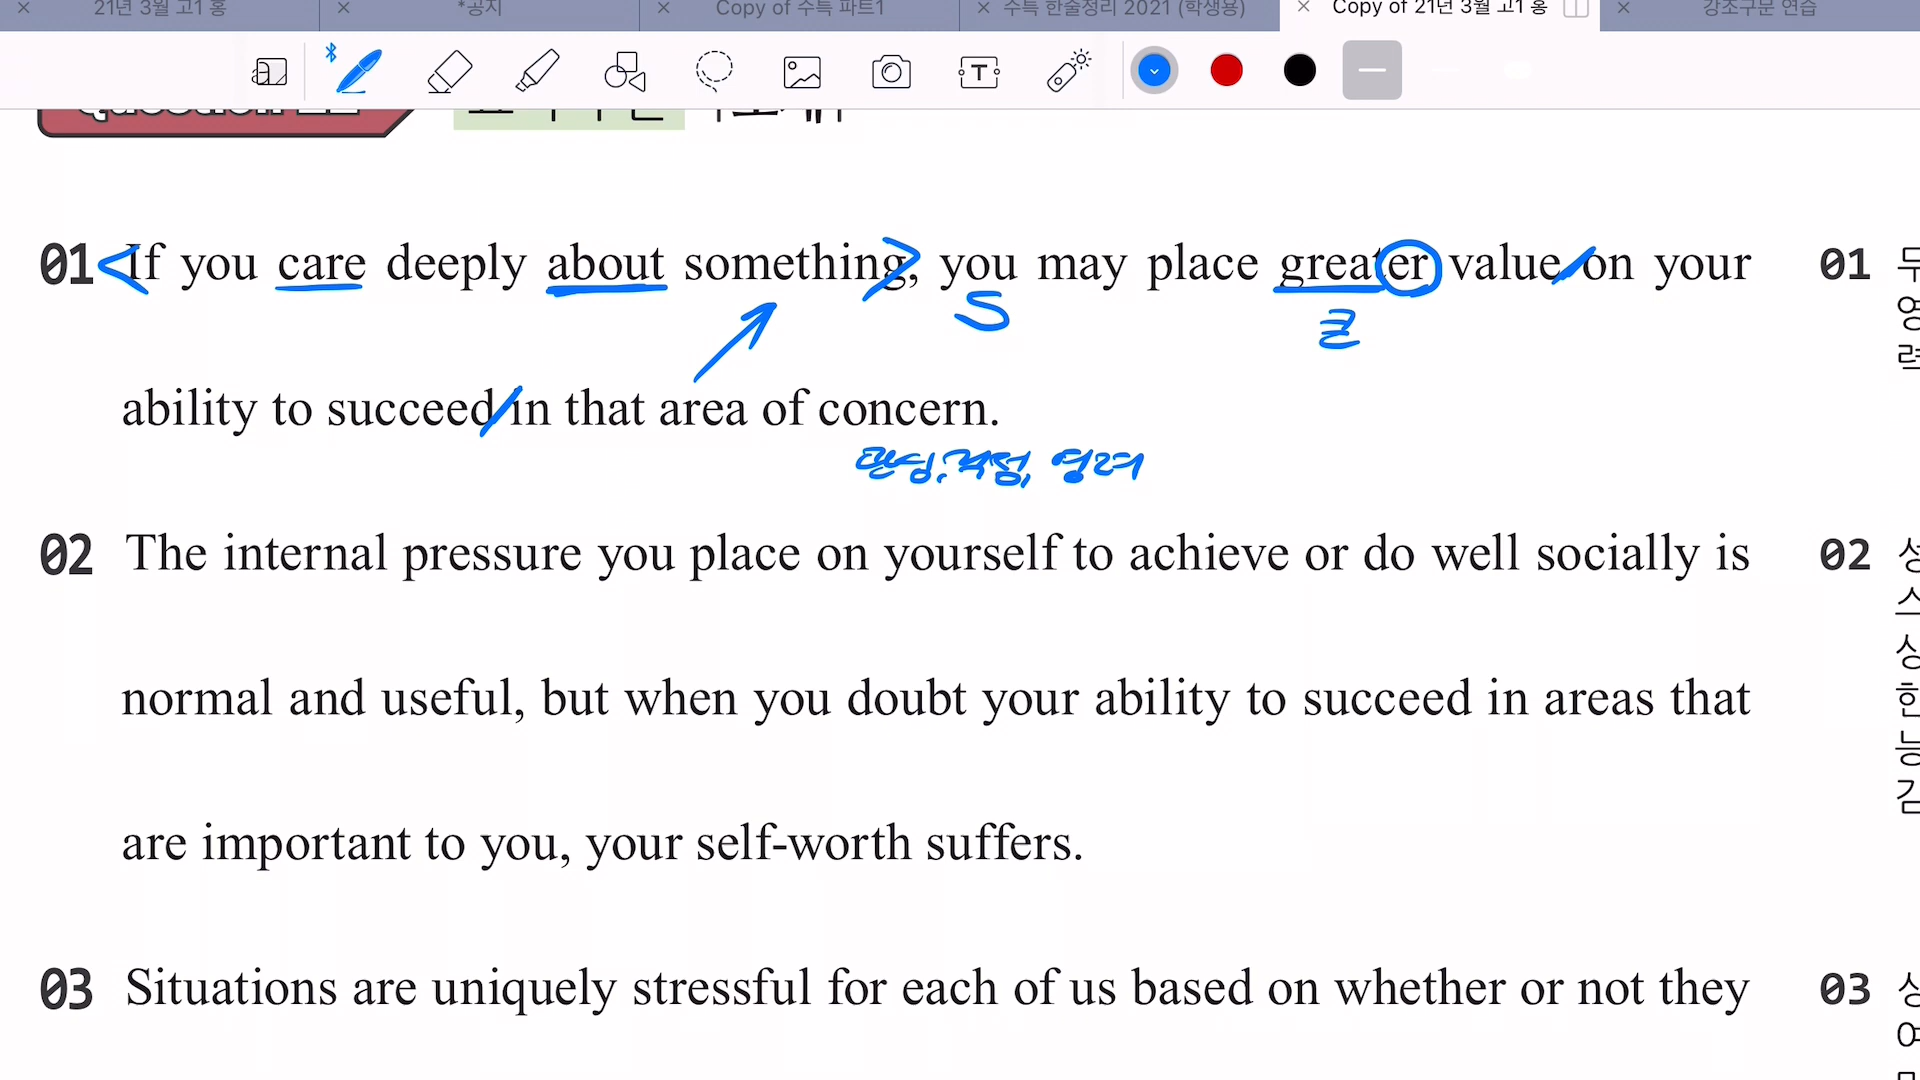 21년 3월 고1 홍
*공지
Copy of 수특 파트1
수특 한술정리 2021 (학생용)
Copy of 21년 3월 고1 홍
강조구문 연습
01 If you care deeply about something, you may place greater value on your
S
ability to succeed in that area of concern.
관심, 걱정, 염려
02 The internal pressure you place on yourself to achieve or do well socially is
normal and useful, but when you doubt your ability to succeed in areas that
are important to you, your self-worth suffers.
03 Situations are uniquely stressful for each of us based on whether or not they
01
02
03